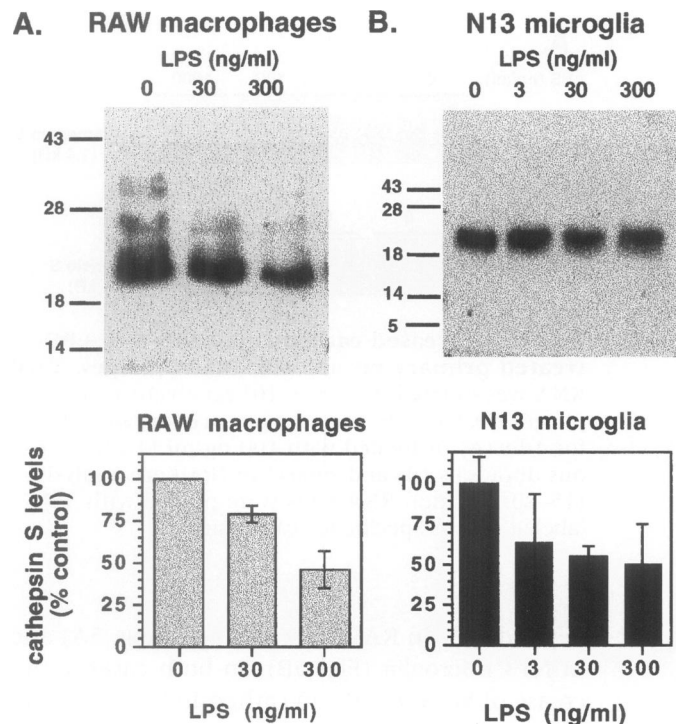 A. RAW macrophages
LPS (ng/ml)
0 30 300
43
28
18
14
B. N13 microglia
LPS (ng/ml)
0 3 30 300
43
28
18
14
5
RAW macrophages
cathepsin S levels
(% control)
100
75
50
25
0
0 30 300
LPS (ng/ml)
N13 microglia
100
75
50
25
0
0 3 30 300
LPS (ng/ml)